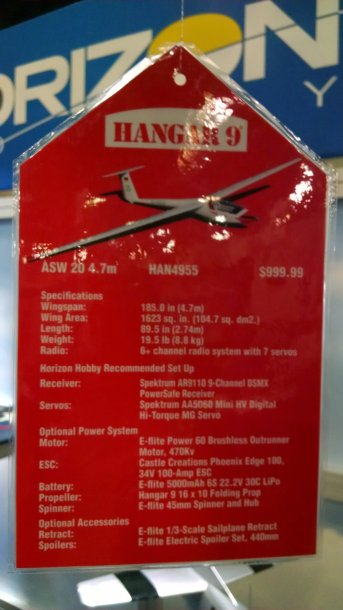 ORIZON
Y
HANGAR 9
ASW 20 4.7m HAN4955 $999.99
Specifications
Wingspan: 185.0 in (4.7m)
Wing Area: 1623 sq. in. (104.7 sq. dm2.)
Length: 89.5 in (2.74m)
Weight: 19.5 lb (8.8 kg)
Radio: 6+ channel radio system with 7 servos
Horizon Hobby Recommended Set Up
Receiver: Spektrum AR9110 9-Channel DSMX
PowerSafe Receiver
Servos: Spektrum AA5060 Mini HV Digital
Hi-Torque MG Servo
Optional Power System
Motor: E-flite Power 60 Brushless Outrunner
Motor, 470Kv
ESC: Castle Creations Phoenix Edge 100,
34V 100-Amp ESC
Battery: E-flite 5000mAh 6S 22.2V 30C LiPo
Propeller: Hangar 9 16 x 10 Folding Prop
Spinner: E-flite 45mm Spinner and Hub
Optional Accessories
Retract: E-flite 1/3-Scale Sailplane Retract
Spoilers: E-flite Electric Spoiler Set, 440mm